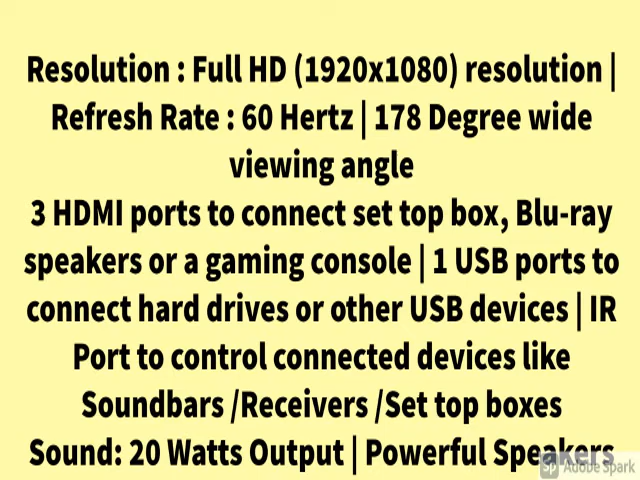 Resolution : Full HD (1920x1080) resolution |
Refresh Rate : 60 Hertz | 178 Degree wide
viewing angle
3 HDMI ports to connect set top box, Blu-ray
speakers or a gaming console | 1 USB ports to
connect hard drives or other USB devices | IR
Port to control connected devices like
Soundbars /Receivers /Set top boxes
Sound: 20 Watts Output | Powerful Speakers
Sp Adobe Spark